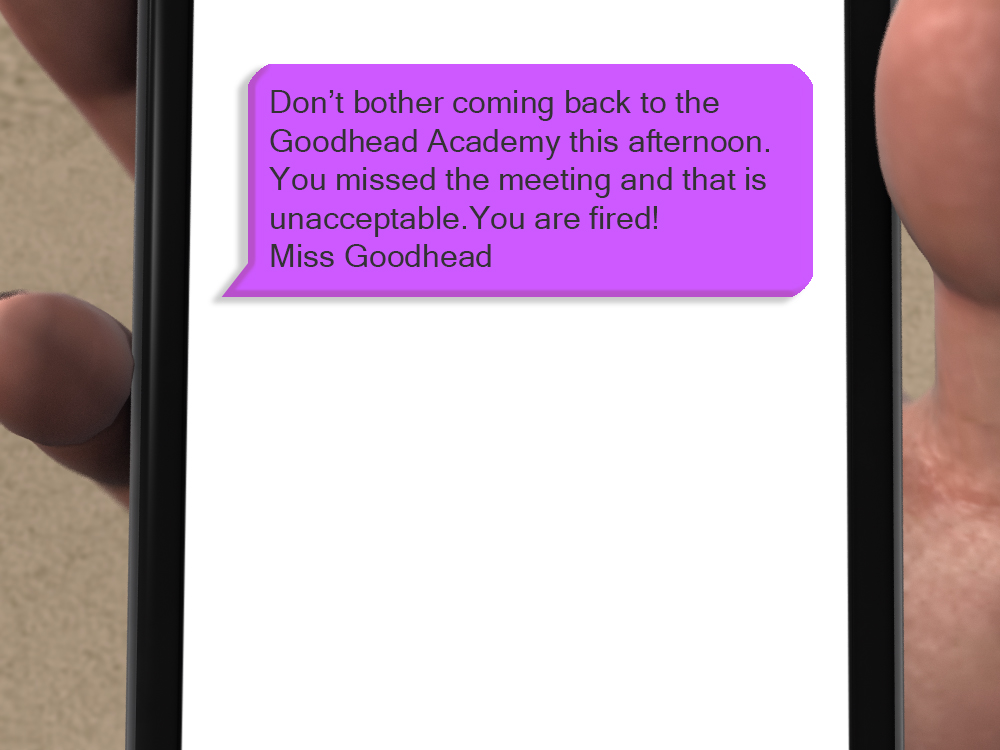 Don’t bother coming back to the
Goodhead Academy this afternoon.
You missed the meeting and that is
unacceptable.You are fired!
Miss Goodhead